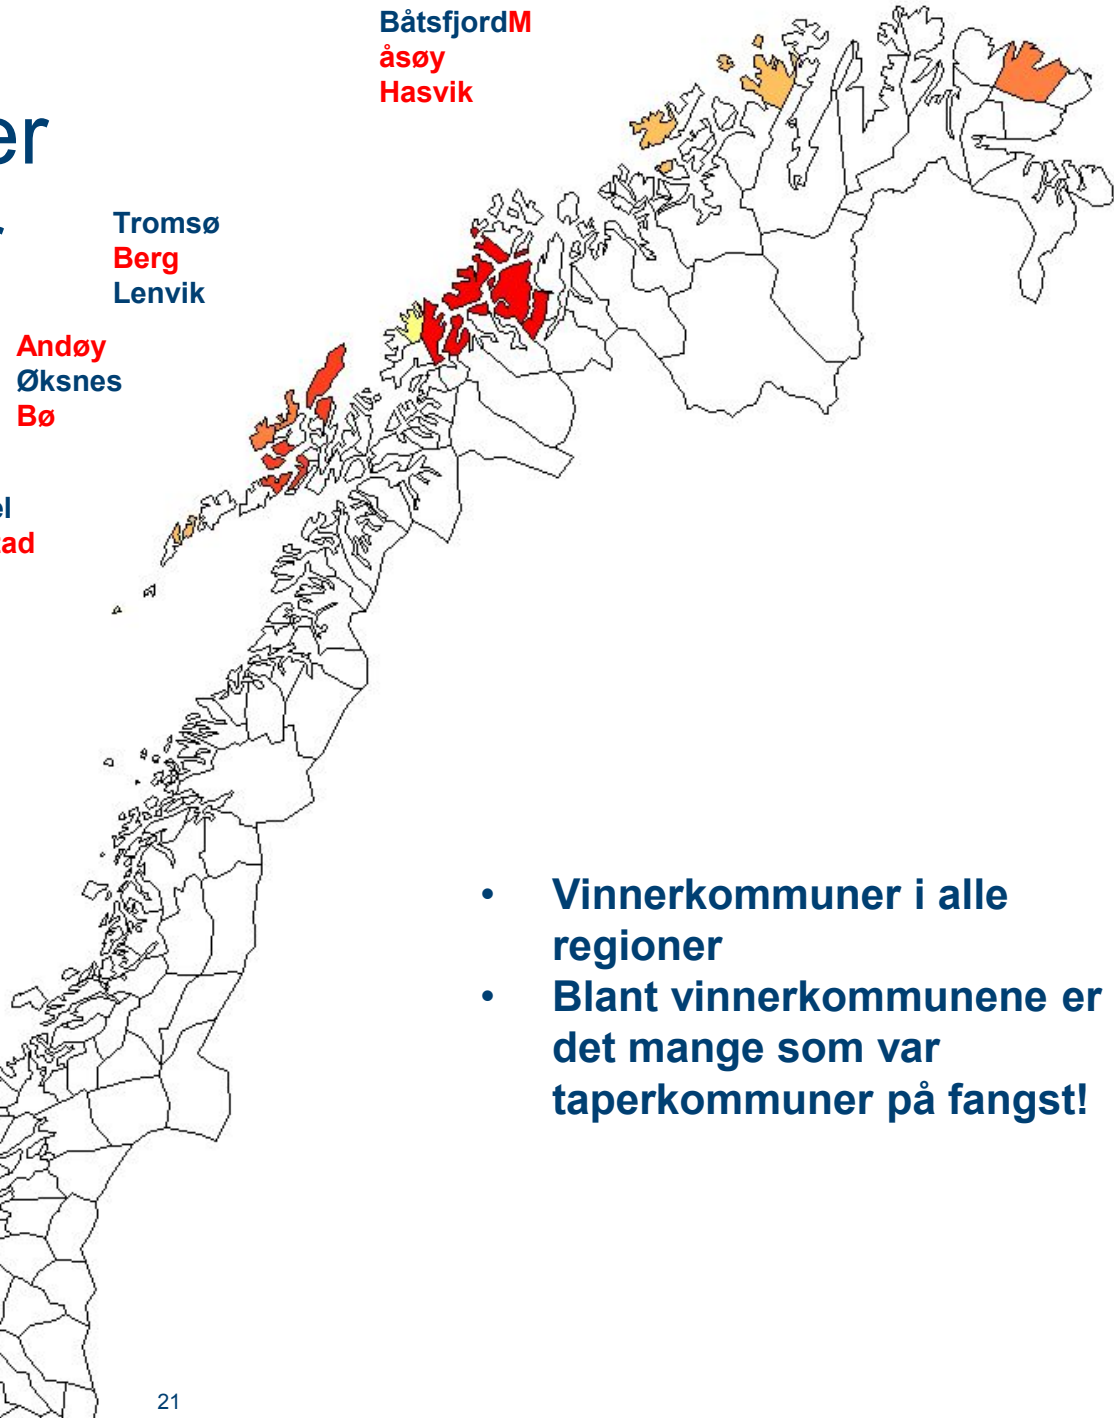 BåtsfjordM
åsøy
Hasvik
er
Tromsø
Berg
Lenvik
Andøy
Øksnes
Bø
el
tad
• Vinnerkommuner i alle
regioner
• Blant vinnerkommunene er
det mange som var
taperkommuner på fangst!
21